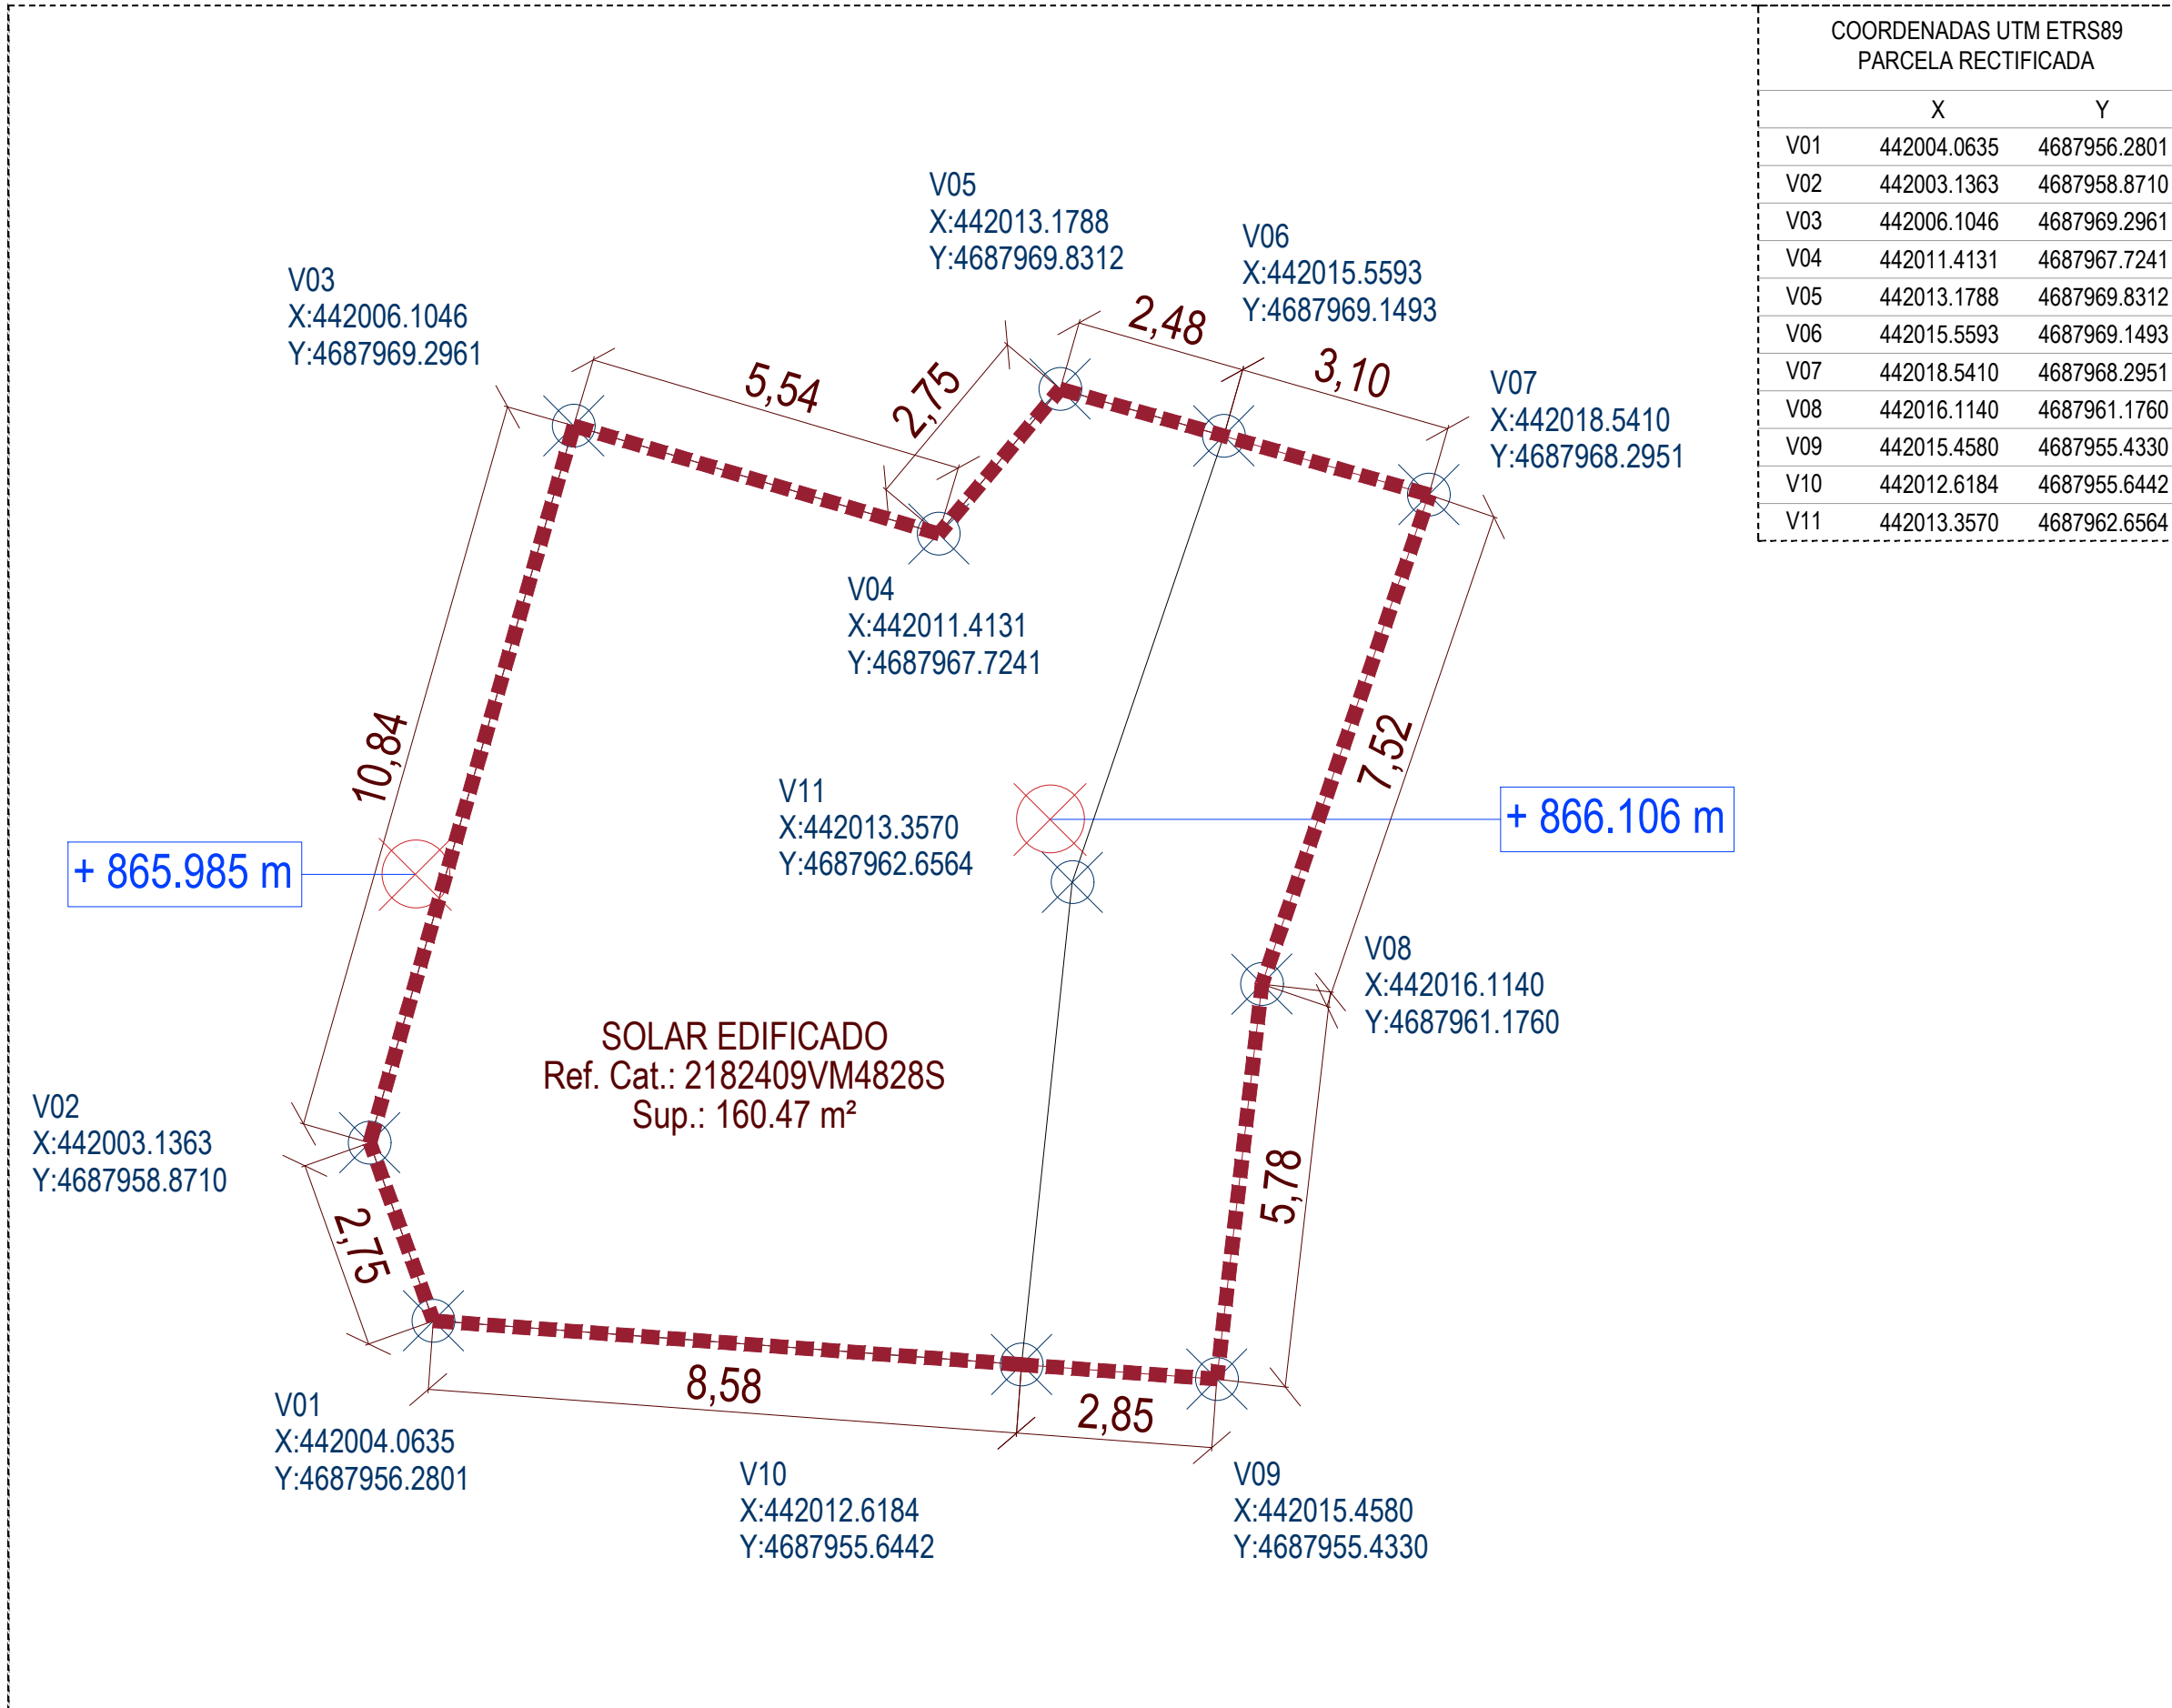 COORDENADAS UTM ETRS89
PARCELA RECTIFICADA
X Y
V01 442004.0635 4687956.2801
V02 442003.1363 4687958.8710
V03 442006.1046 4687969.2961
V04 442011.4131 4687967.7241
V05 442013.1788 4687969.8312
V06 442015.5593 4687969.1493
V07 442018.5410 4687968.2951
V08 442016.1140 4687961.1760
V09 442015.4580 4687955.4330
V10 442012.6184 4687955.6442
V11 442013.3570 4687962.6564
V05
X:442013.1788
Y:4687969.8312
V06
X:442015.5593
Y:4687969.1493
V03
X:442006.1046
Y:4687969.2961
2,48
3,10
5,54
2,75
V07
X:442018.5410
Y:4687968.2951
V04
X:442011.4131
Y:4687967.7241
10,84
7,52
V11
X:442013.3570
Y:4687962.6564
+ 866.106 m
+ 865.985 m
V08
X:442016.1140
Y:4687961.1760
SOLAR EDIFICADO
Ref. Cat.: 2182409VM4828S
Sup.: 160.47 m²
V02
X:442003.1363
Y:4687958.8710
5,78
2,75
8,58
2,85
V01
X:442004.0635
Y:4687956.2801
V10
X:442012.6184
Y:4687955.6442
V09
X:442015.4580
Y:4687955.4330